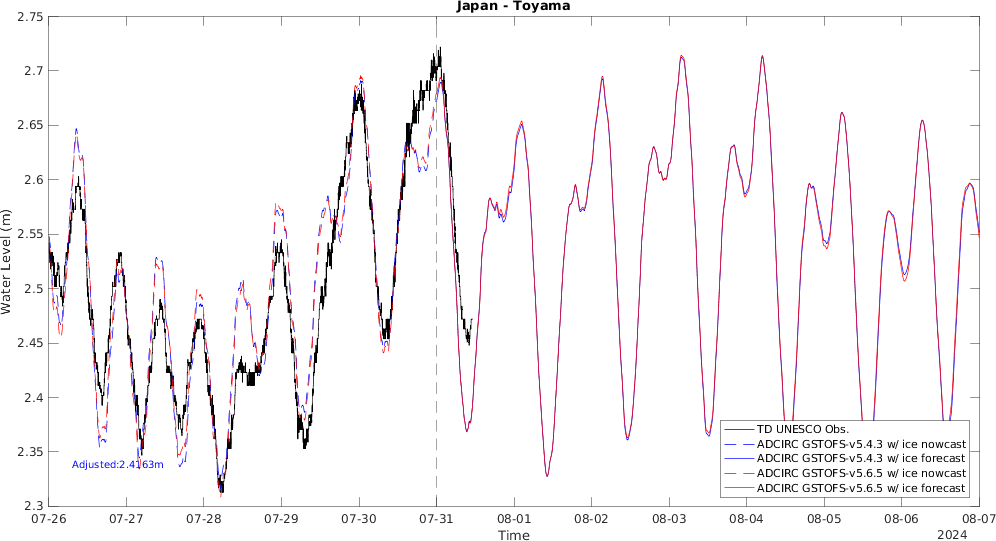 Japan - Toyama
2.75
2.7
2.65
2.6
2.55
2.5
2.45
2.4
2.35
2.3
Water Level (m)
Adjusted:2.4163m
TD UNESCO Obs.
ADCIRC GSTOFS-v5.4.3 w/ ice nowcast
ADCIRC GSTOFS-v5.4.3 w/ ice forecast
ADCIRC GSTOFS-v5.6.5 w/ ice nowcast
ADCIRC GSTOFS-v5.6.5 w/ ice forecast
07-26 07-27 07-28 07-29 07-30 07-31 08-01 08-02 08-03 08-04 08-05 08-06 08-07
Time
2024